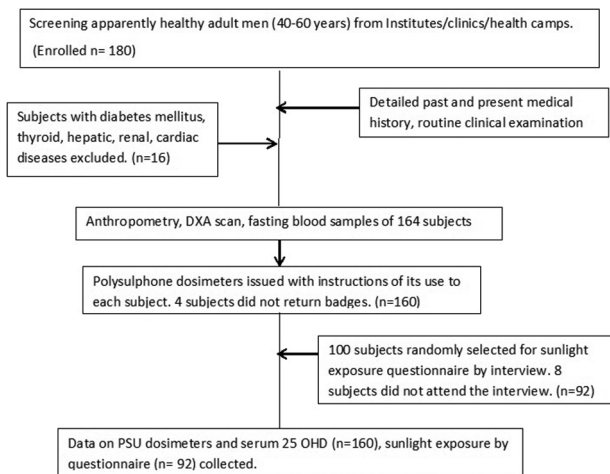 Screening apparently healthy adult men (40-60 years) from Institutes/clinics/health camps.
(Enrolled n= 180)
Detailed past and present medical
history, routine clinical examination
Subjects with diabetes mellitus,
thyroid, hepatic, renal, cardiac
diseases excluded. (n=16)
Anthropometry, DXA scan, fasting blood samples of 164 subjects
Polysulphone dosimeters issued with instructions of its use to
each subject. 4 subjects did not return badges. (n=160)
100 subjects randomly selected for sunlight
exposure questionnaire by interview. 8
subjects did not attend the interview. (n=92)
Data on PSU dosimeters and serum 25 OHD (n=160), sunlight exposure by
questionnaire (n= 92) collected.